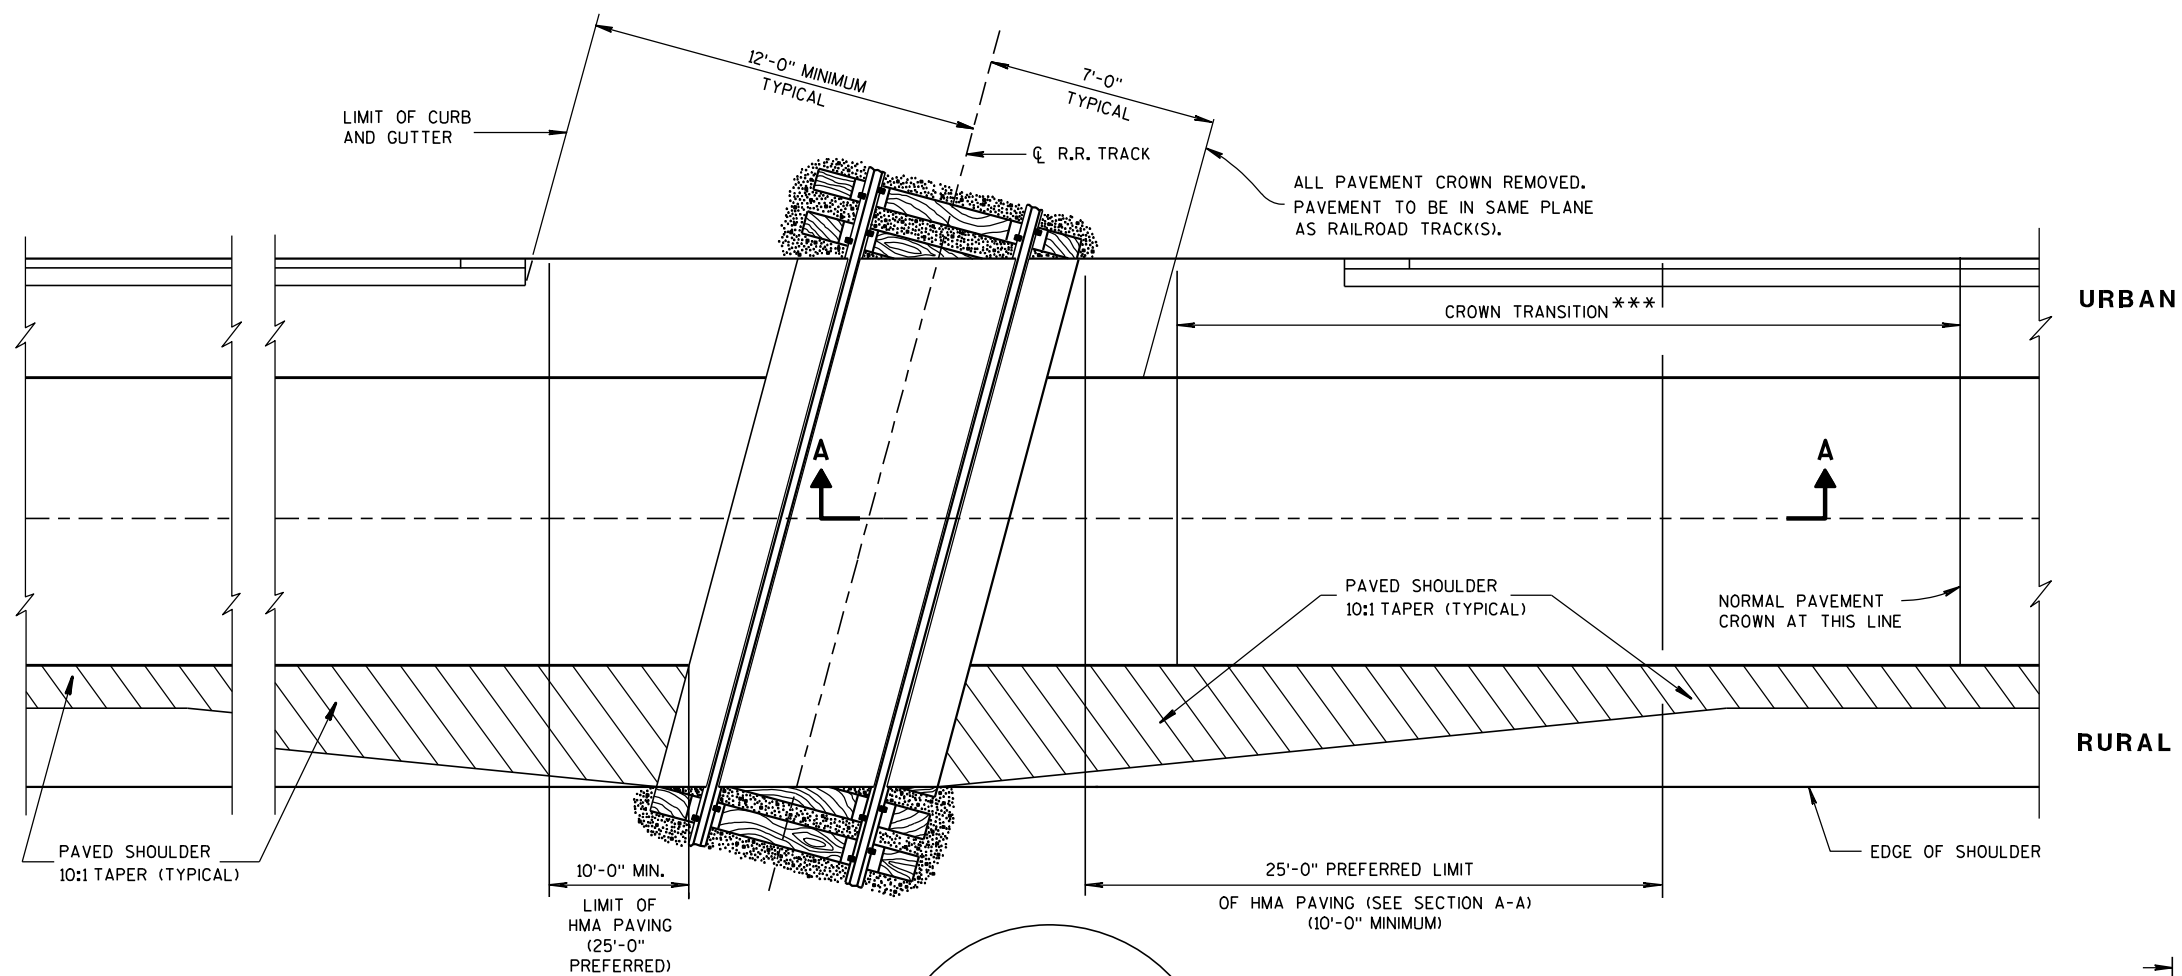 12'-0" MINIMUM
TYPICAL
7'-0"
TYPICAL
LIMIT OF CURB
AND GUTTER
℄ R.R. TRACK
ALL PAVEMENT CROWN REMOVED.
PAVEMENT TO BE IN SAME PLANE
AS RAILROAD TRACK(S).
URBAN
CROWN TRANSITION***
A
A
PAVED SHOULDER
10:1 TAPER (TYPICAL)
NORMAL PAVEMENT
CROWN AT THIS LINE
RURAL
PAVED SHOULDER
10:1 TAPER (TYPICAL)
EDGE OF SHOULDER
10'-0" MIN.
LIMIT OF
HMA PAVING
(25'-0"
PREFERRED)
25'-0" PREFERRED LIMIT
OF HMA PAVING (SEE SECTION A-A)
(10'-0" MINIMUM)